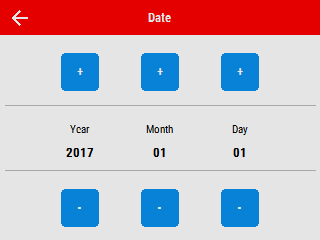 Date
+ + +
Year Month Day
2017 01 01
- - -